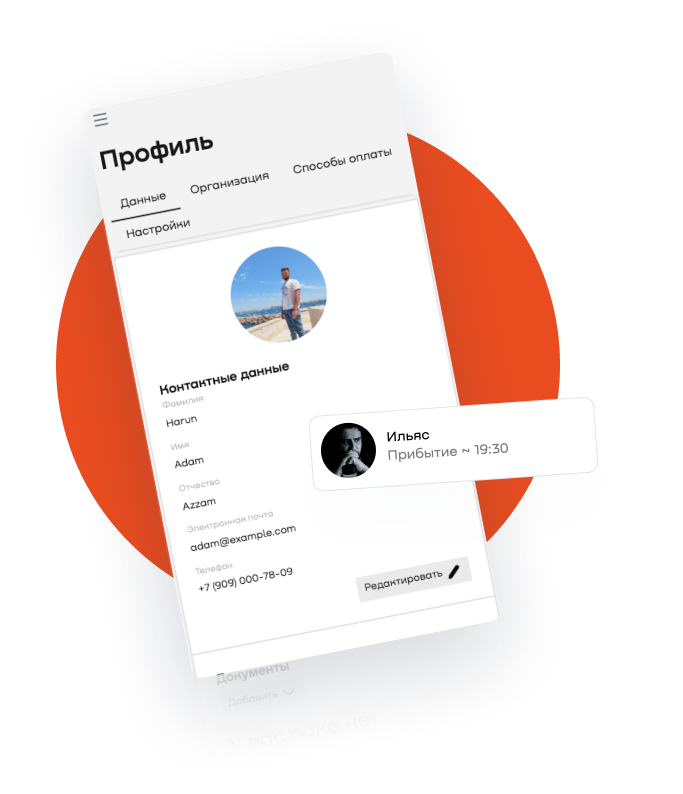 Профиль
Данные
Организация
Способы оплаты
Настройки
Контактные данные
Фамилия
Harun
Имя
Adam
Отчество
Azzam
Электронная почта
adam@example.com
Телефон
+7 (909) 000-78-09
Ильяс
Прибытие ~ 19:30
Редактировать
Документы
Добавить
У вас пока нет